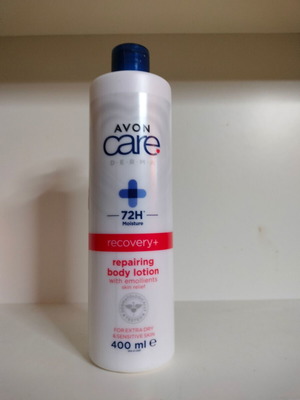 AVON
care
DERMA
72H*
Moisture
recovery+
repairing
body lotion
with emollients
skin relief
FOR EXTRA DRY
& SENSITIVE SKIN
400 ml e